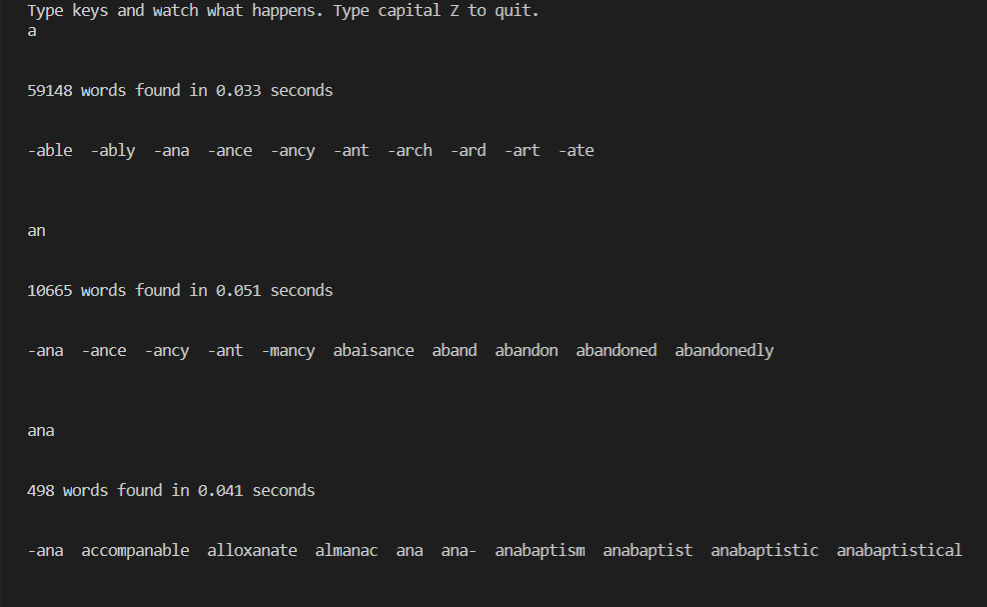 Type keys and watch what happens. Type capital Z to quit.
a
59148 words found in 0.033 seconds
-able -ably -ana -ance -ancy -ant -arch -ard -art -ate
an
10665 words found in 0.051 seconds
-ana -ance -ancy -ant -mancy abaisance aband abandon abandoned abandonedly
ana
498 words found in 0.041 seconds
-ana accompanable alloxanate almanac ana ana- anabaptism anabaptist anabaptistic anabaptistical